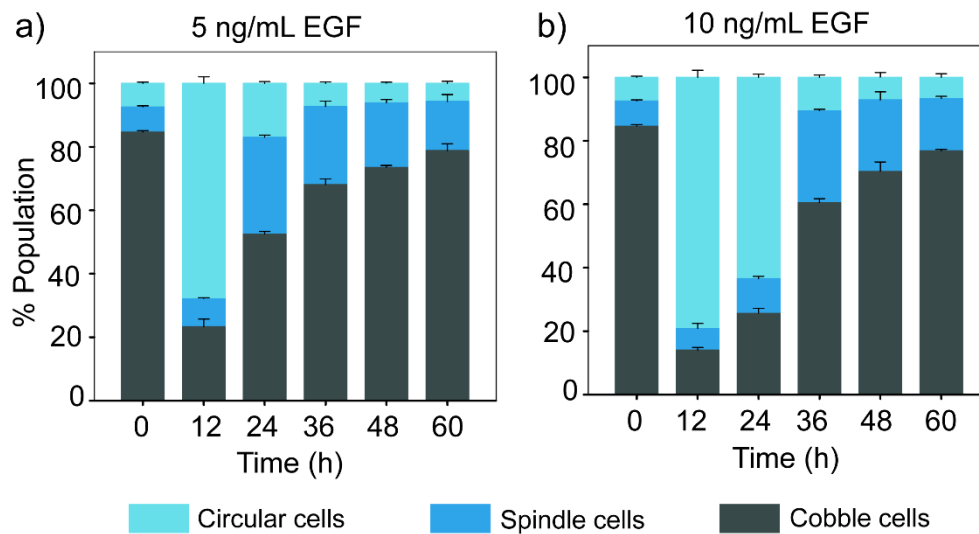 a) 5 ng/mL EGF
b) 10 ng/mL EGF
% Population
100
80
60
40
20
0
0 12 24 36 48 60
Time (h)
100
80
60
40
20
0
0 12 24 36 48 60
Time (h)
Circular cells Spindle cells Cobble cells